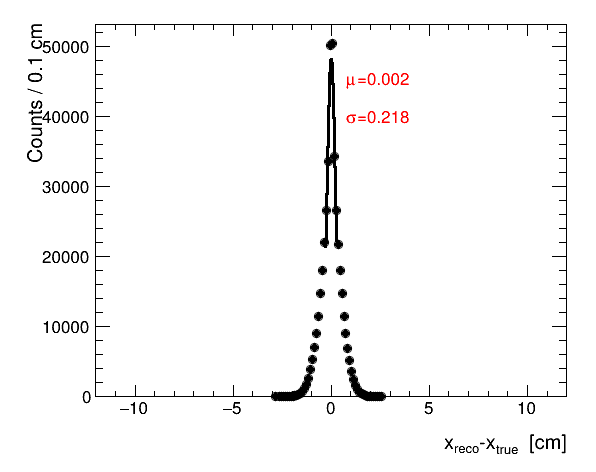 Counts / 0.1 cm
50000
40000
30000
20000
10000
0
μ=0.002
σ=0.218
−10 −5 0 5 10
x_reco-x_true [cm]